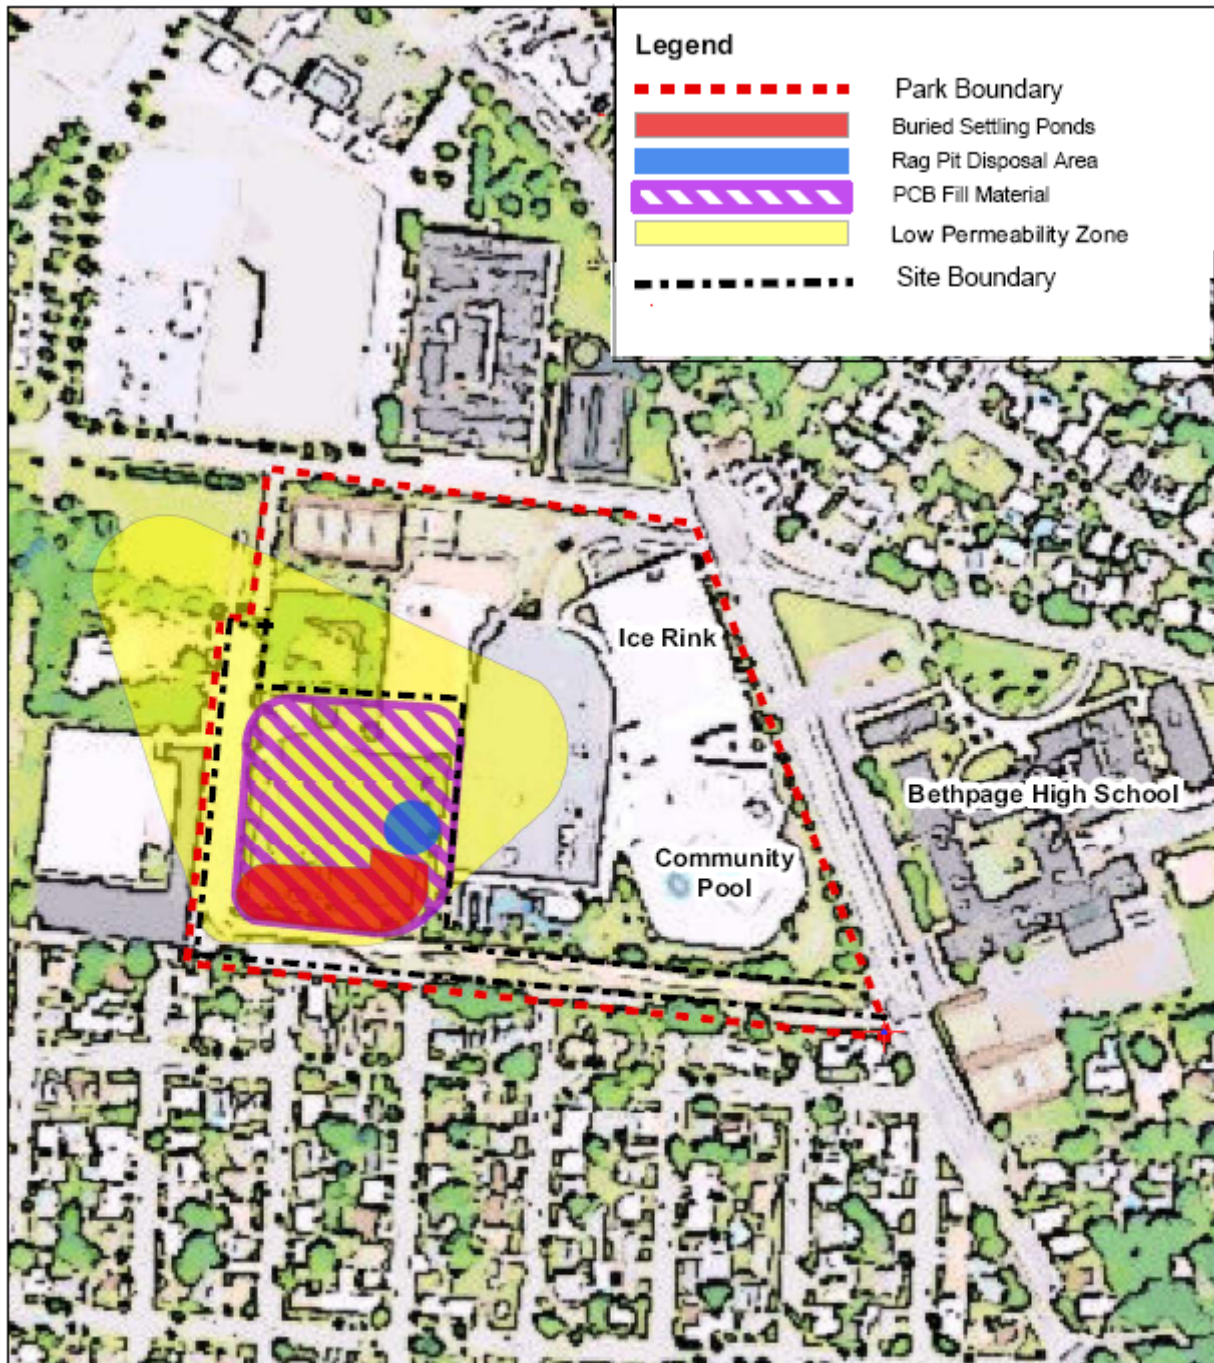 Legend
Park Boundary
Buried Settling Ponds
Rag Pit Disposal Area
PCB Fill Material
Low Permeability Zone
Site Boundary
Ice Rink
Bethpage High School
Community
Pool